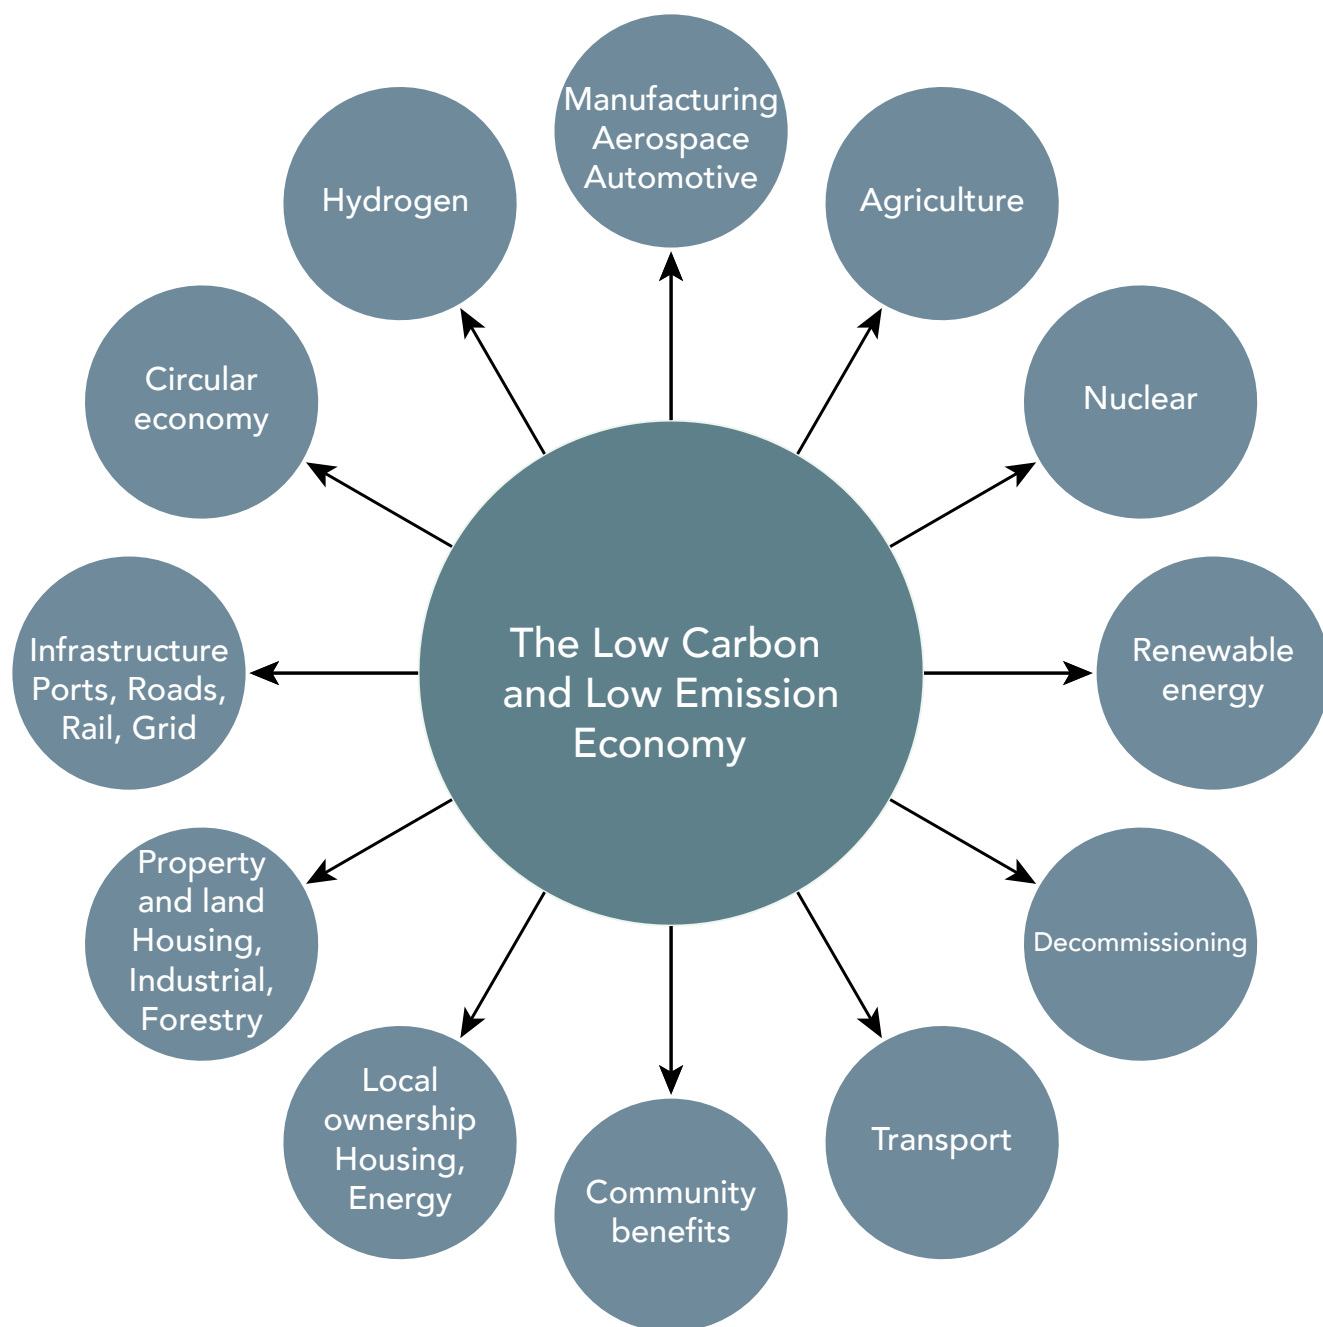 Manufacturing
Aerospace
Automotive
Hydrogen
Agriculture
Circular
economy
Nuclear
The Low Carbon
and Low Emission
Economy
Infrastructure
Ports, Roads,
Rail, Grid
Renewable
energy
Property
and land
Housing,
Industrial,
Forestry
Decommissioning
Local
ownership
Housing,
Energy
Transport
Community
benefits